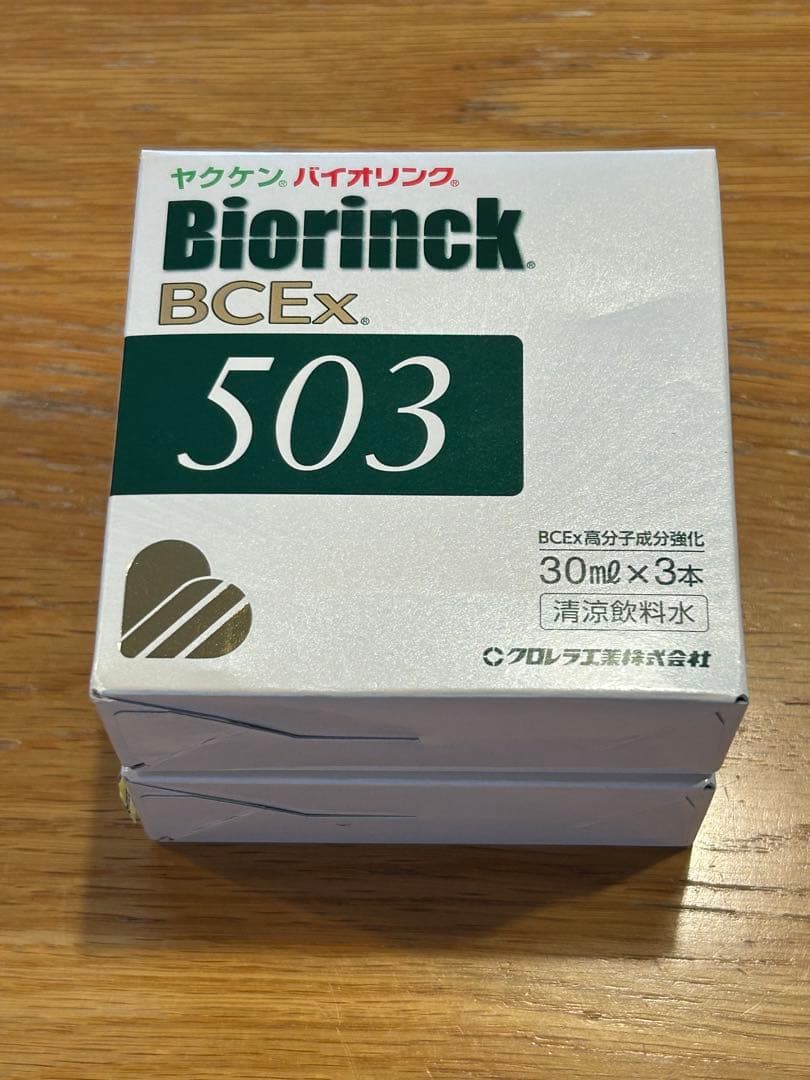 ヤクケン® バイオリンク®
Biorinck®
BCEx®
503
BCEx高分子成分強化
30ml×3本
清涼飲料水
クロレラ工業株式会社